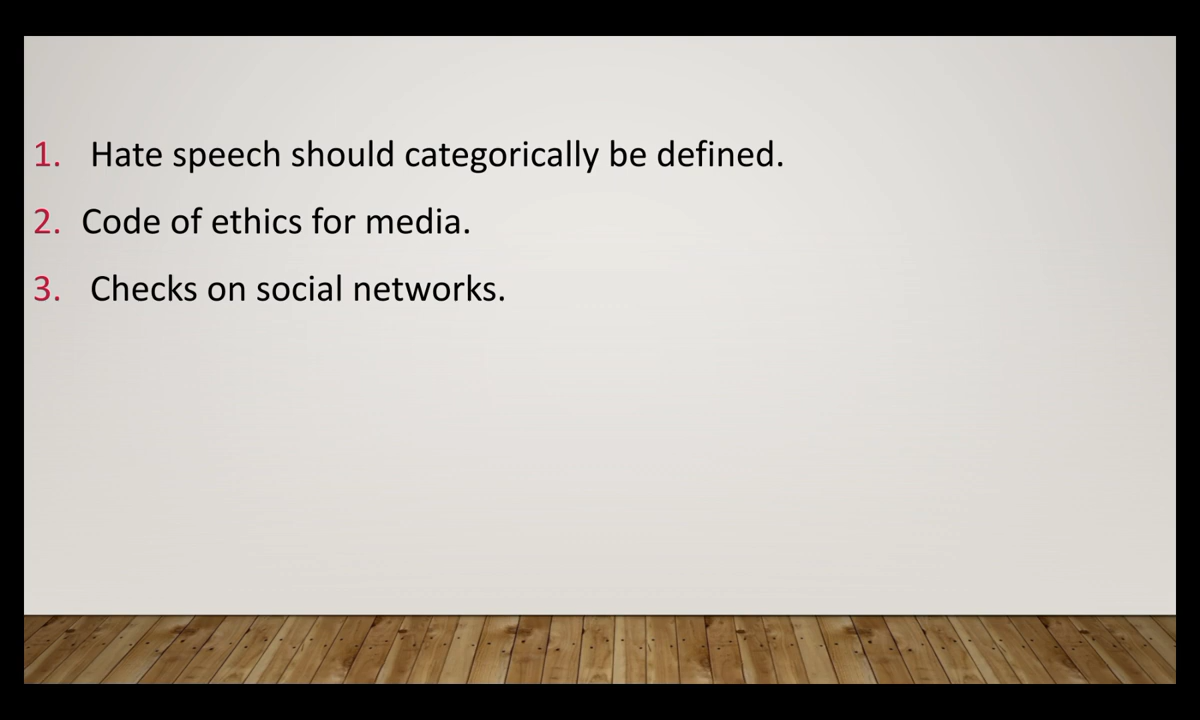 1. Hate speech should categorically be defined.
2. Code of ethics for media.
3. Checks on social networks.